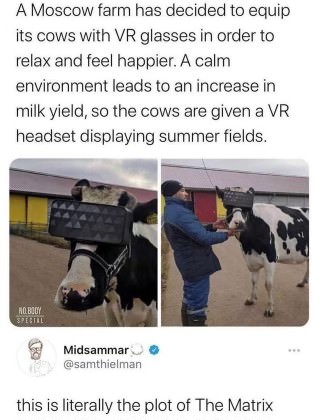 A Moscow farm has decided to equip
its cows with VR glasses in order to
relax and feel happier. A calm
environment leads to an increase in
milk yield, so the cows are given a VR
headset displaying summer fields.
NO.BODY
SPECIAL
Midsammar
@samthielman
this is literally the plot of The Matrix